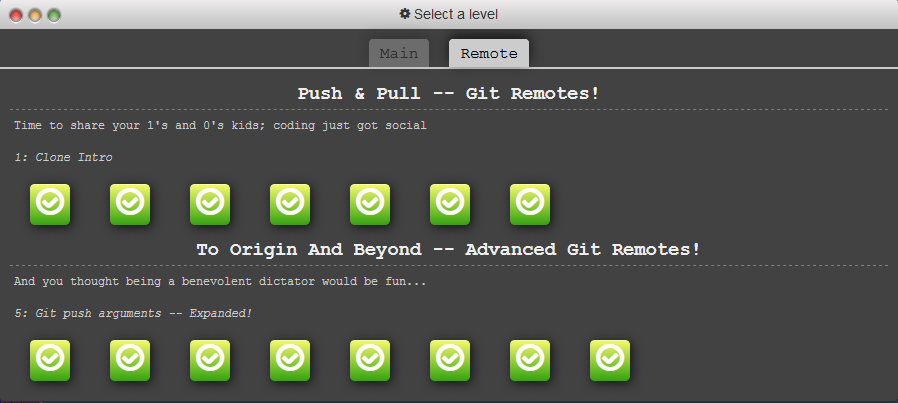 Select a level
Main Remote
Push & Pull -- Git Remotes!
Time to share your 1's and 0's kids; coding just got social
1: Clone Intro
To Origin And Beyond -- Advanced Git Remotes!
And you thought being a benevolent dictator would be fun...
5: Git push arguments -- Expanded!